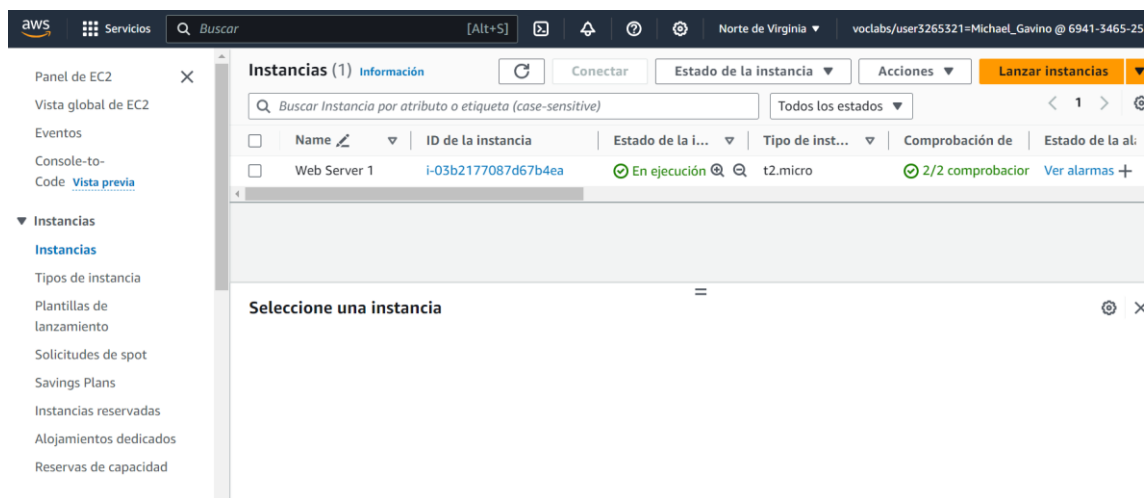 aws
Servicios
Buscar
[Alt+S]
Norte de Virginia
voclabs/user3265321=Michael_Gavino @ 6941-3465-25
Panel de EC2
Vista global de EC2
Eventos
Console-to-
Code Vista previa
Instancias
Instancias
Tipos de instancia
Plantillas de
lanzamiento
Solicitudes de spot
Savings Plans
Instancias reservadas
Alojamientos dedicados
Reservas de capacidad
Instancias (1) Información
Conectar
Estado de la instancia
Acciones
Lanzar instancias
Buscar Instancia por atributo o etiqueta (case-sensitive)
Todos los estados
1
Name
ID de la instancia
Estado de la i...
Tipo de inst...
Comprobación de
Estado de la ala
Web Server 1
i-03b2177087d67b4ea
En ejecución
t2.micro
2/2 comprobacior
Ver alarmas
Seleccione una instancia